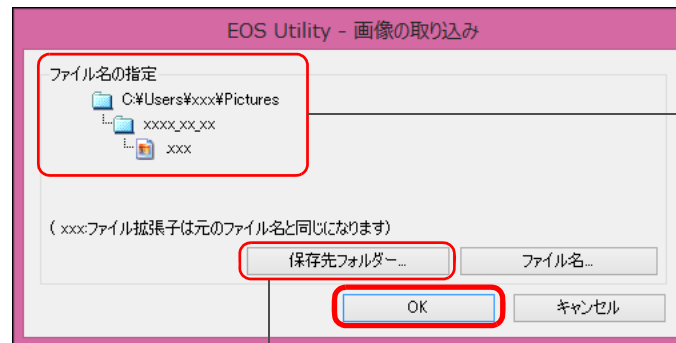 EOS Utility - 画像の取り込み
ファイル名の指定
C:¥Users¥xxx¥Pictures
xxxx_xx_xx
xxx
( xxx:ファイル拡張子は元のファイル名と同じになります)
保存先フォルダー...
ファイル名...
OK
キャンセル